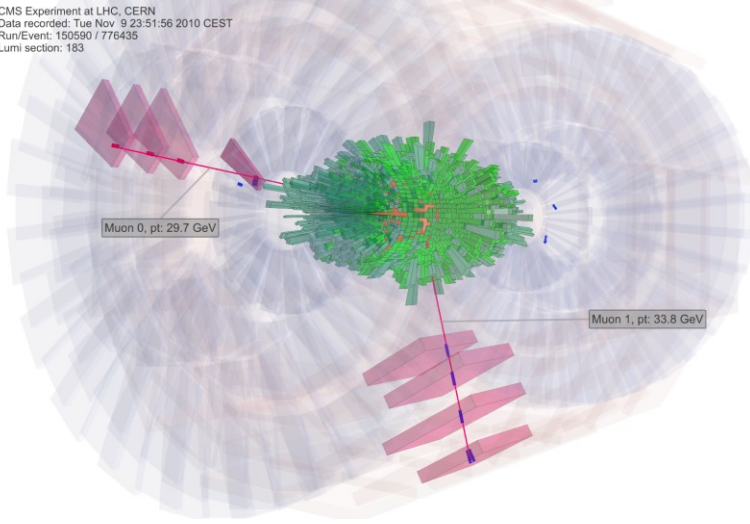 CMS Experiment at LHC, CERN
Data recorded: Tue Nov 9 23:51:56 2010 CEST
Run/Event: 150590 / 776435
Lumi section: 183
Muon 0, pt: 29.7 GeV
Muon 1, pt: 33.8 GeV